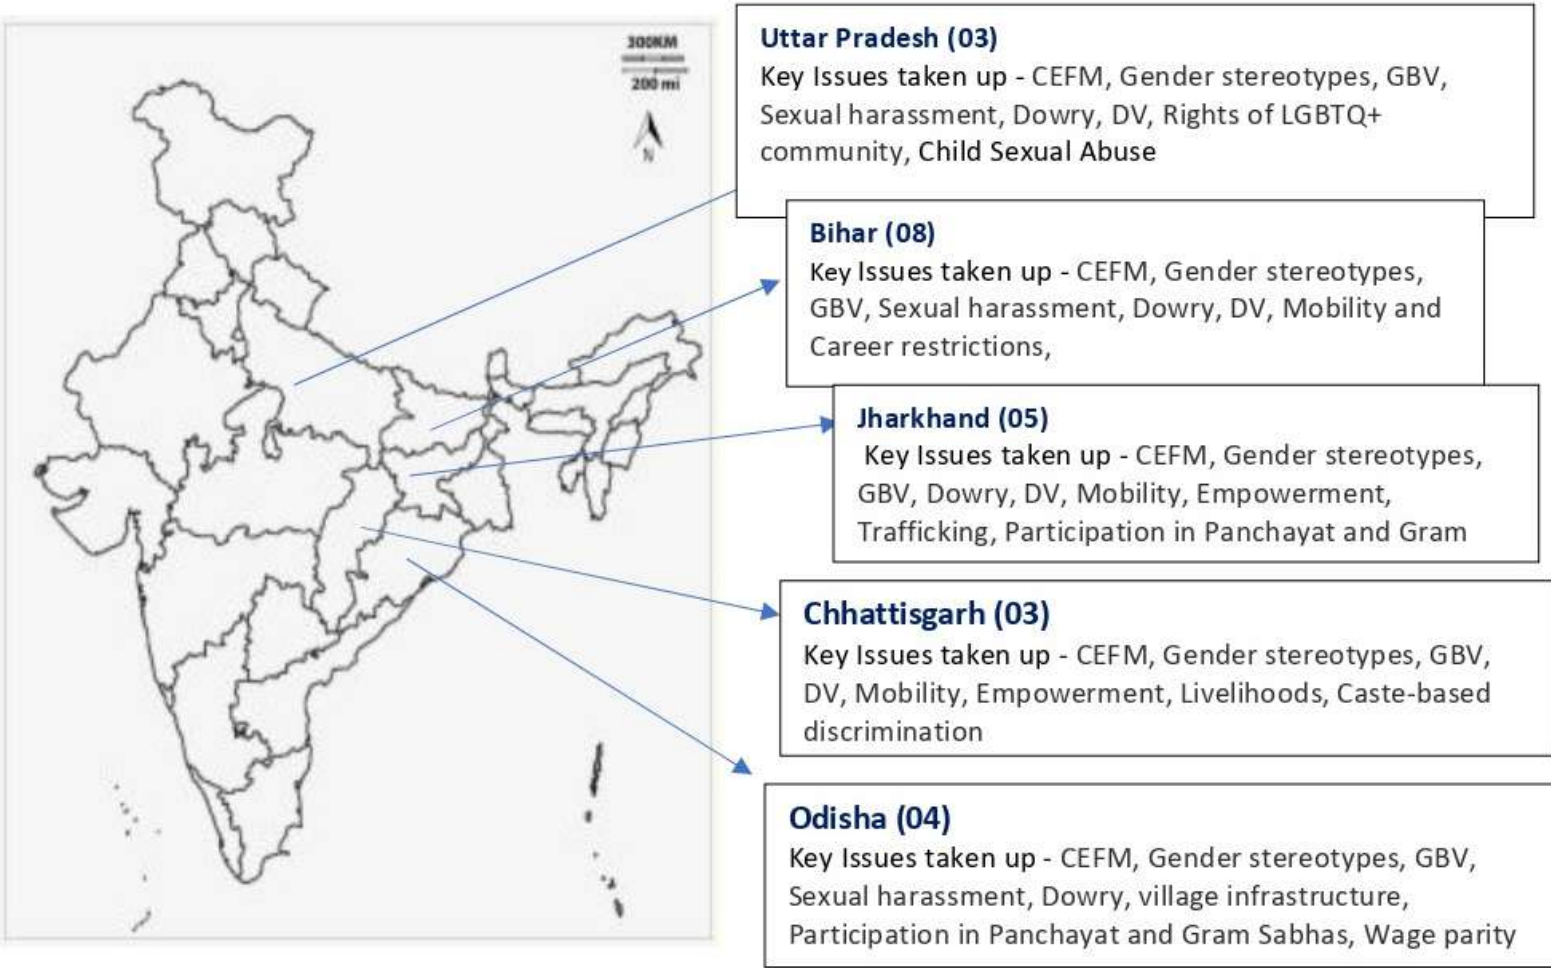 300KM
200 mi
N
Uttar Pradesh (03)
Key Issues taken up - CEFM, Gender stereotypes, GBV,
Sexual harassment, Dowry, DV, Rights of LGBTQ+
community, Child Sexual Abuse
Bihar (08)
Key Issues taken up - CEFM, Gender stereotypes,
GBV, Sexual harassment, Dowry, DV, Mobility and
Career restrictions,
Jharkhand (05)
Key Issues taken up - CEFM, Gender stereotypes,
GBV, Dowry, DV, Mobility, Empowerment,
Trafficking, Participation in Panchayat and Gram
Chhattisgarh (03)
Key Issues taken up - CEFM, Gender stereotypes, GBV,
DV, Mobility, Empowerment, Livelihoods, Caste-based
discrimination
Odisha (04)
Key Issues taken up - CEFM, Gender stereotypes, GBV,
Sexual harassment, Dowry, village infrastructure,
Participation in Panchayat and Gram Sabhas, Wage parity